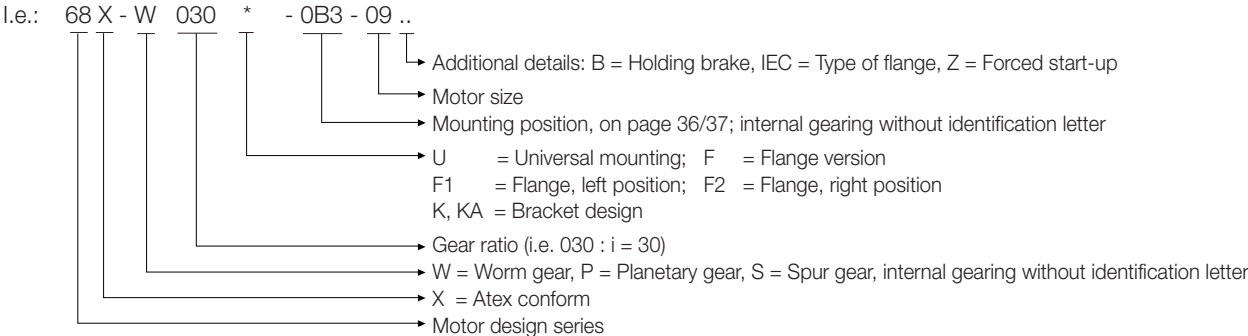 I.e.: 68 X - W 030 * - 0B3 - 09 ..
Additional details: B = Holding brake, IEC = Type of flange, Z = Forced start-up
Motor size
Mounting position, on page 36/37; internal gearing without identification letter
U = Universal mounting; F = Flange version
F1 = Flange, left position; F2 = Flange, right position
K, KA = Bracket design
Gear ratio (i.e. 030 : i = 30)
W = Worm gear, P = Planetary gear, S = Spur gear, internal gearing without identification letter
X = Atex conform
Motor design series